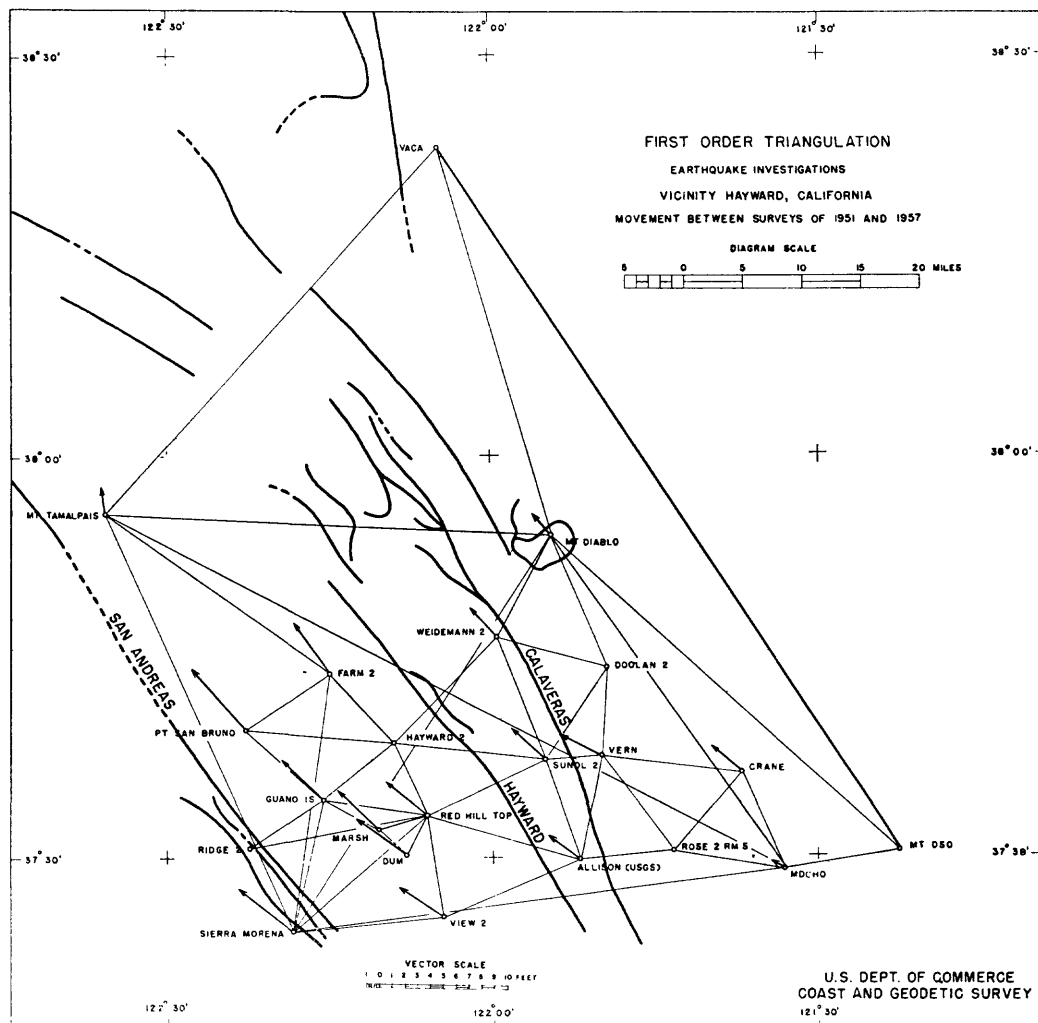 122° 30'
122° 00'
121° 30'
38° 30'
38° 30'
FIRST ORDER TRIANGULATION
EARTHQUAKE INVESTIGATIONS
VICINITY HAYWARD, CALIFORNIA
MOVEMENT BETWEEN SURVEYS OF 1951 AND 1957
DIAGRAM SCALE
5 0 5 10 15 20 MILES
VACA
38° 00'
38° 00'
MT TAMALPAIS
MT DIABLO
SAN ANDREAS
WEIDEMANN 2
CALAVERAS
DOOLAN 2
FARM 2
PT SAN BRUNO
HAYWARD 2
SUNOL 2
VERN
CRANE
GUANO IS
HAYWARD
RED HILL TOP
MARSH
RIDGE 2
DUM
ALLISON (USGS)
ROSE 2 RM 5
MT OSO
MOCHO
37° 30'
37° 30'
SIERRA MORENA
VIEW 2
VECTOR SCALE
1 0 1 2 3 4 5 6 7 8 9 10 FEET
U.S. DEPT. OF COMMERCE
COAST AND GEODETIC SURVEY
122° 30'
122° 00'
121° 30'